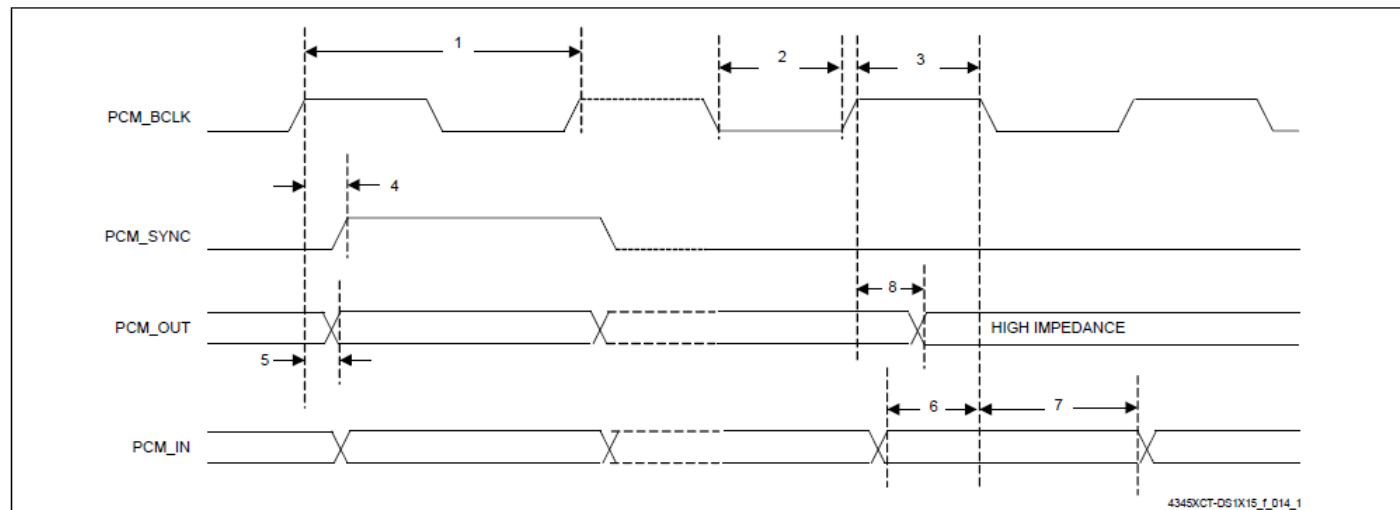 1
2
3
PCM_BCLK
4
PCM_SYNC
8
PCM_OUT
HIGH IMPEDANCE
5
6
7
PCM_IN
4345XCT-DS1X15_f_014_1